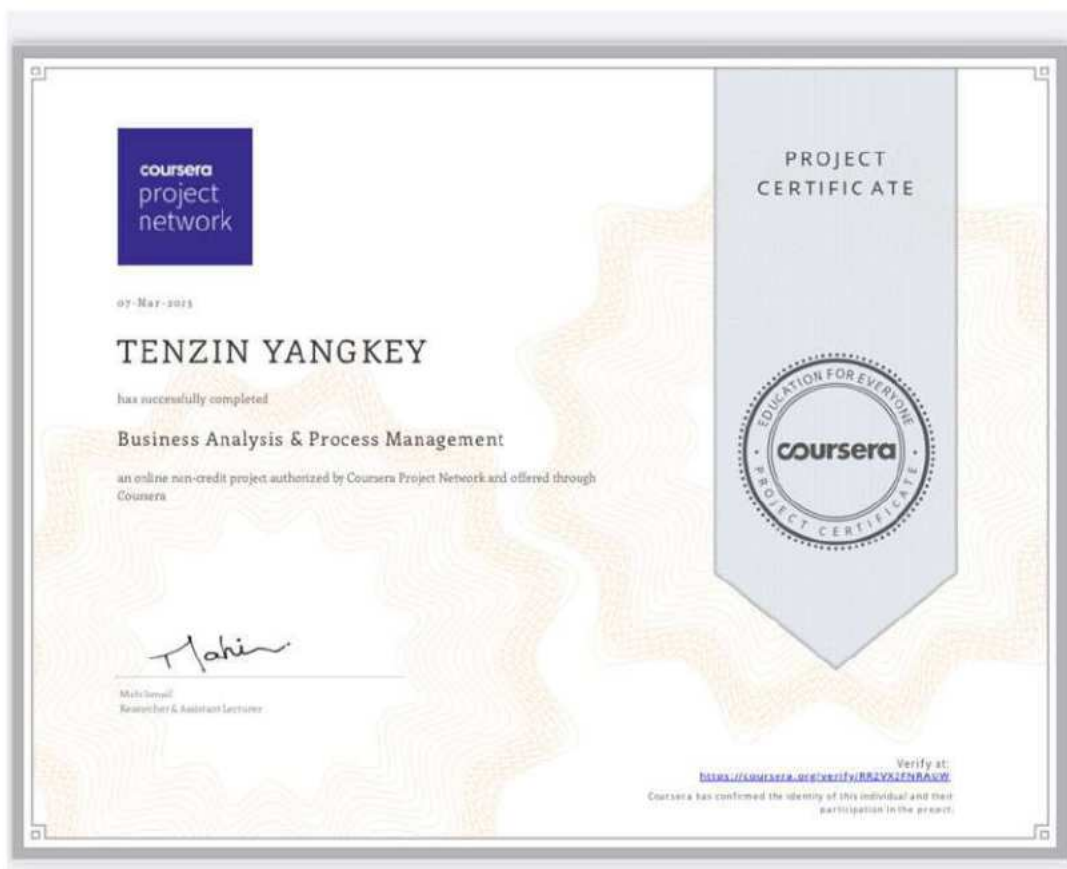 coursera
project
network
PROJECT
CERTIFICATE
TENZIN YANGKEY
has successfully completed
Business Analysis & Process Management
an online non-credit project authorized by Coursera Project Network and offered through
Coursera
EDUCATION FOR EVERYONE
coursera
PROJECT CERTIFICATE
Researcher & Assistant Lecturer
Verify at:
Coursera has confirmed the identity of this individual and their
participation in the project.